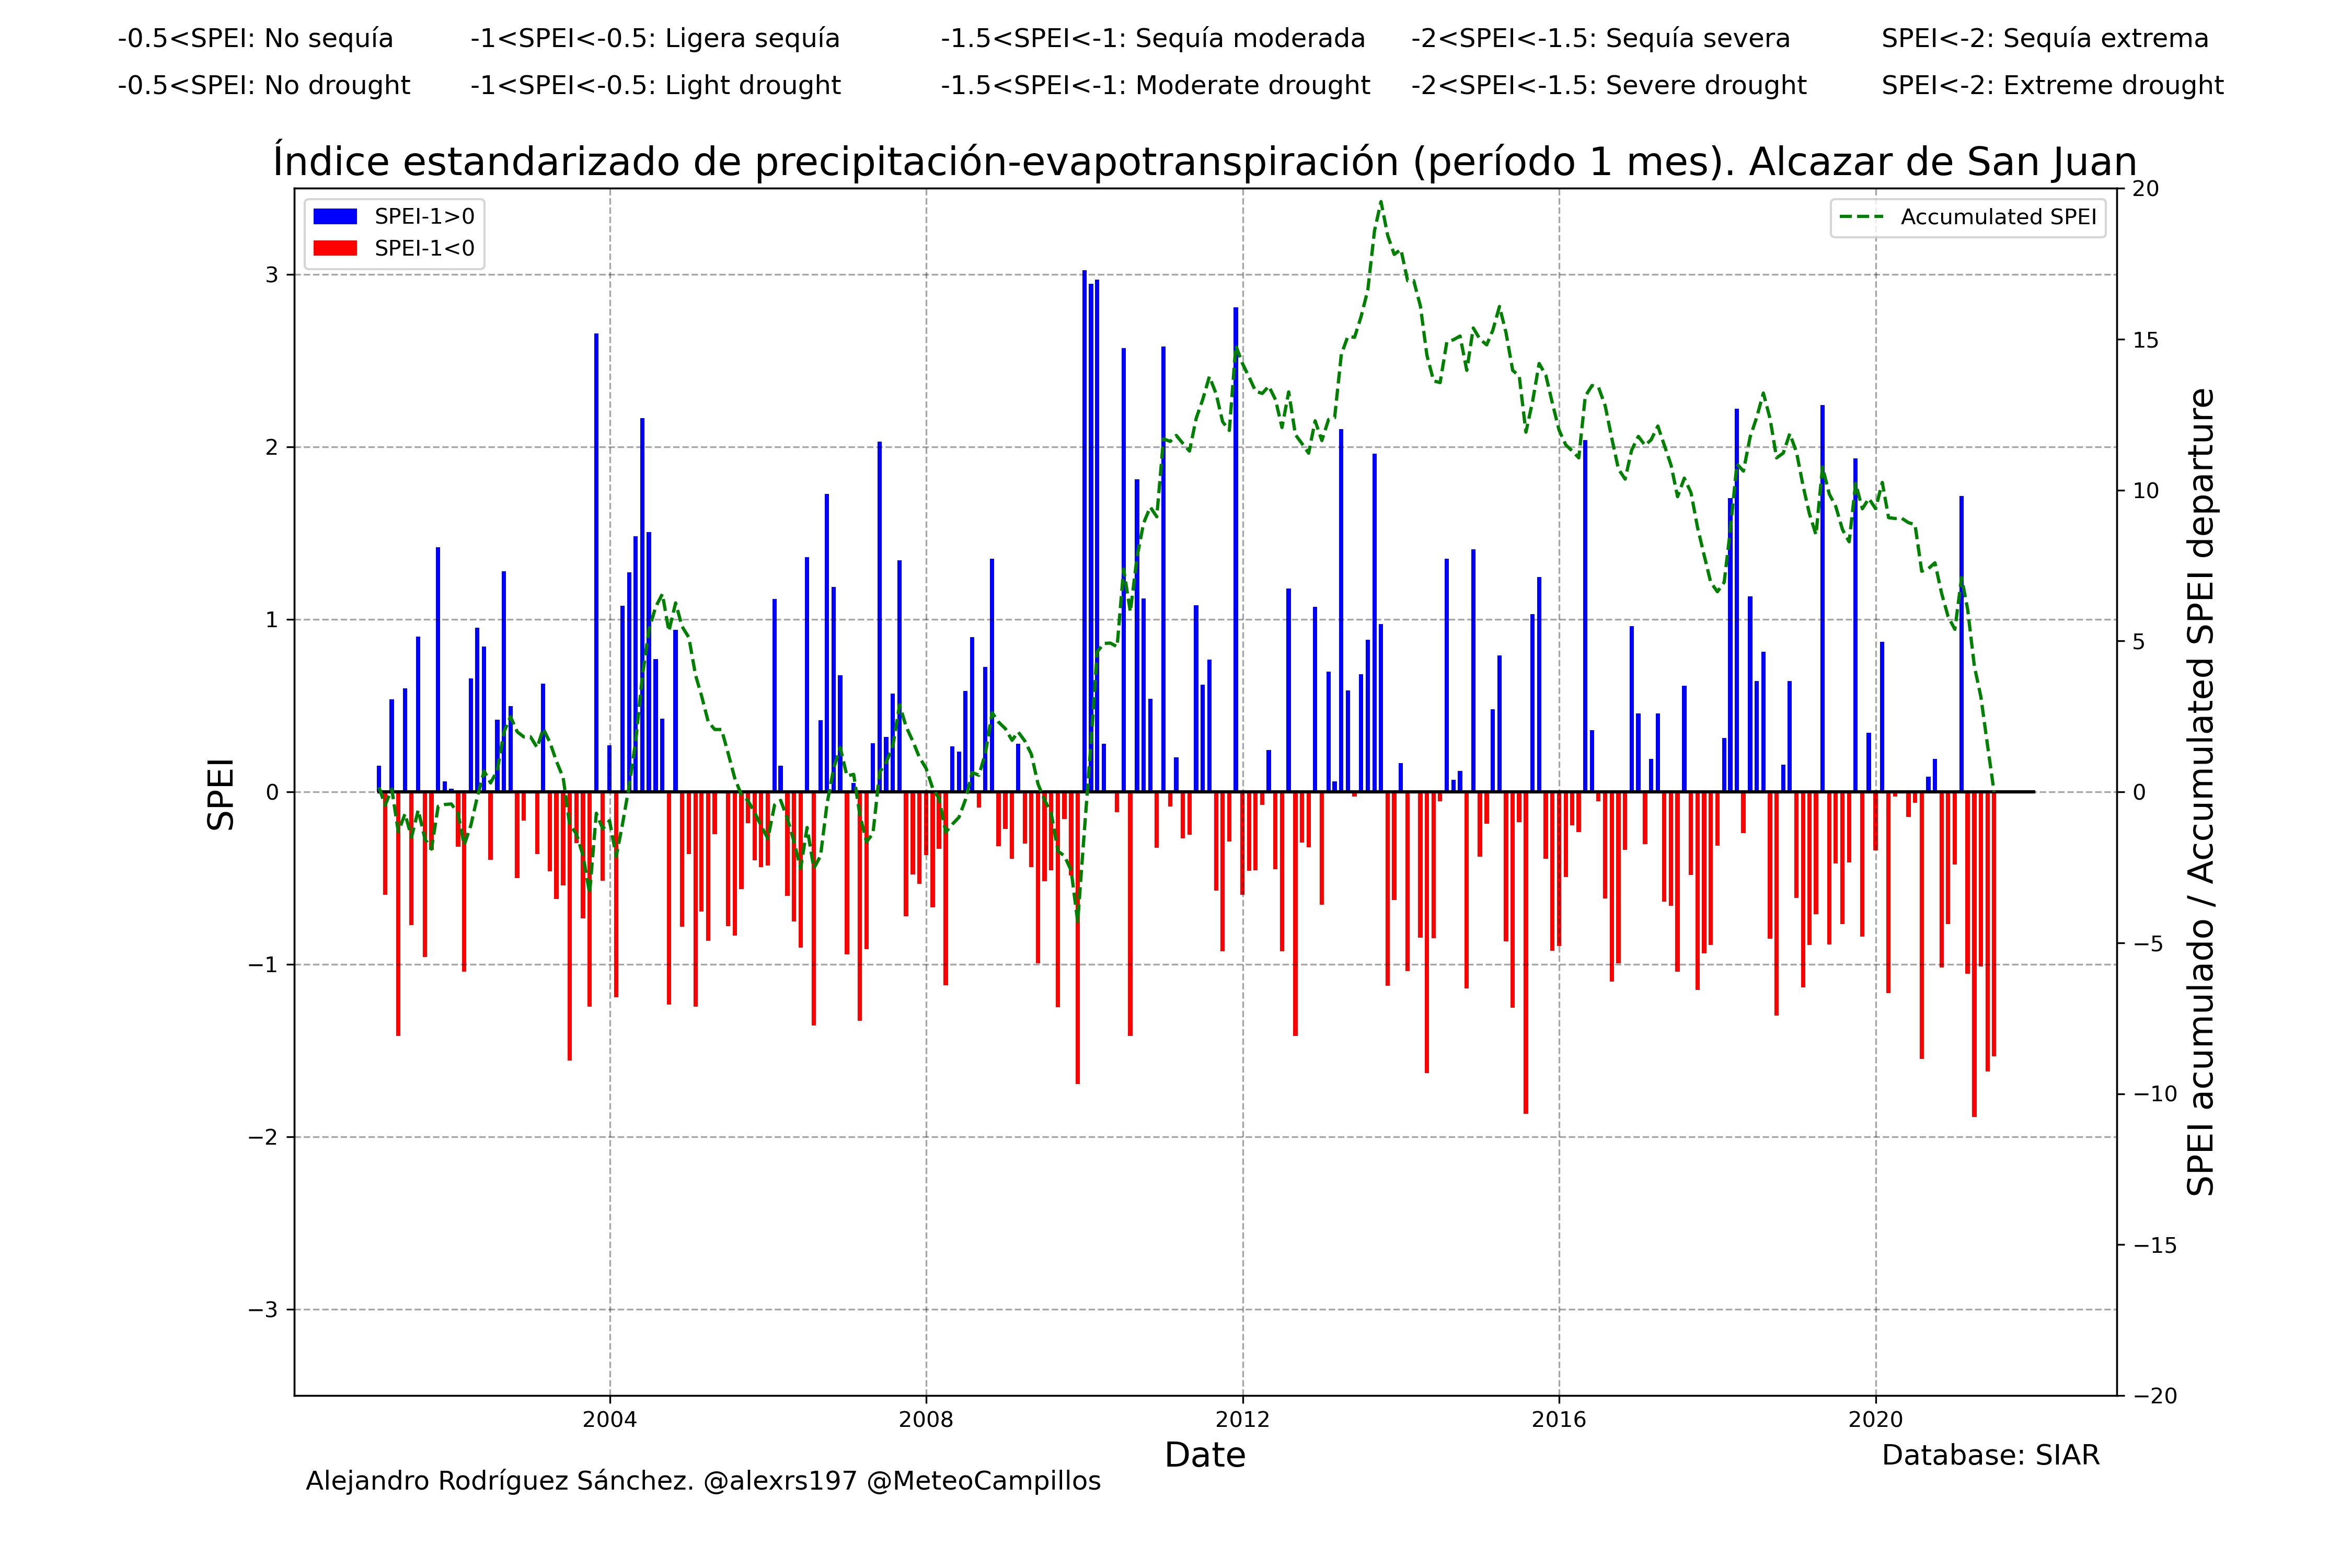 -0.5<SPEI: No sequía -1<SPEI<-0.5: Ligera sequía -1.5<SPEI<-1: Sequía moderada -2<SPEI<-1.5: Sequía severa SPEI<-2: Sequía extrema
-0.5<SPEI: No drought -1<SPEI<-0.5: Light drought -1.5<SPEI<-1: Moderate drought -2<SPEI<-1.5: Severe drought SPEI<-2: Extreme drought
Índice estandarizado de precipitación-evapotranspiración (período 1 mes). Alcazar de San Juan
SPEI-1>0
SPEI-1<0
Accumulated SPEI
SPEI
3
2
1
0
−1
−2
−3
20
15
10
5
0
−5
−10
−15
−20
SPEI acumulado / Accumulated SPEI departure
2004 2008 2012 2016 2020
Date
Database: SIAR
Alejandro Rodríguez Sánchez. @alexrs197 @MeteoCampillos